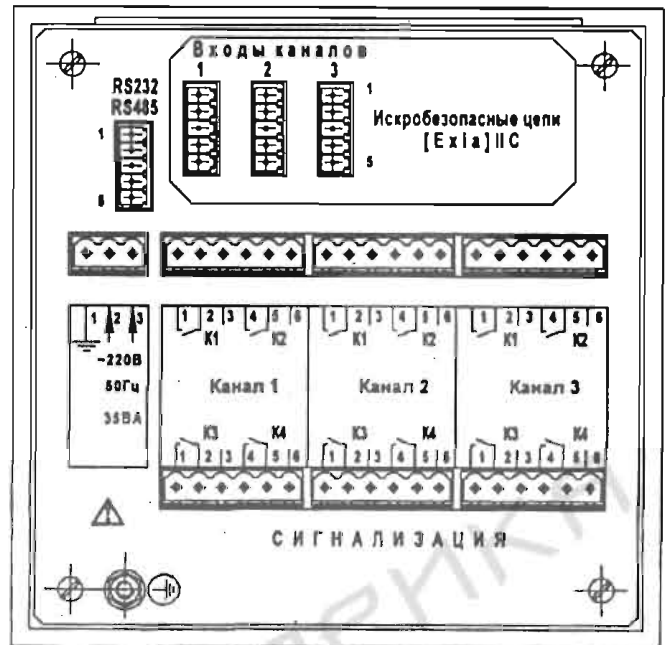 Входы каналов
1 2 3
RS232
RS485
1
1
Искробезопасные цепи
[Exia] IIC
5
1 2 3
1 2 3 4 5 6
1 2 3 4 5 6
1 2 3 4 5 6
К1 К2
К1 К2
К1 К2
~220В
50Гц
35ВА
Канал 1
Канал 2
Канал 3
К3 К4
К3 К4
К3 К4
1 2 3 4 5 6
1 2 3 4 5 6
1 2 3 4 5 6
СИГНАЛИЗАЦИЯ